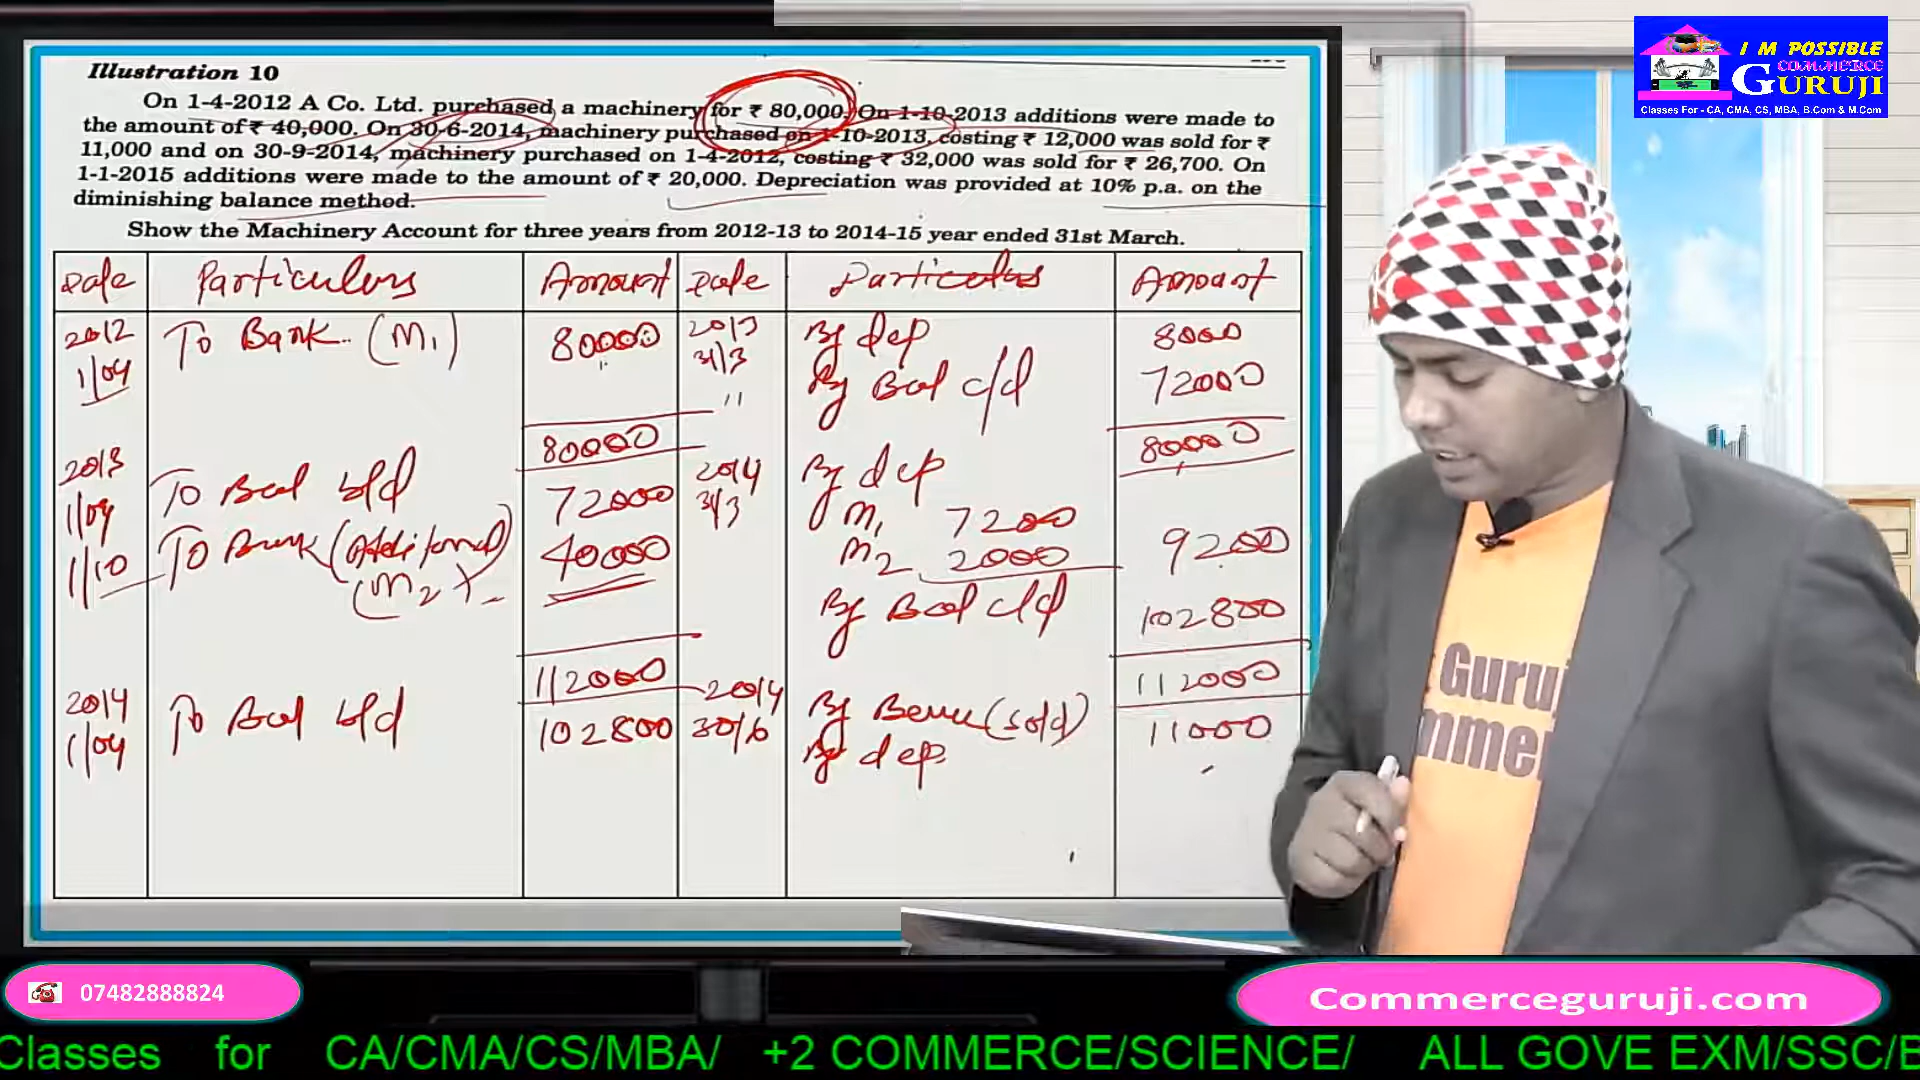 I M POSSIBLE
COMMERCE
GURUJI
Classes For - CA, CMA, CS, MBA, B.Com & M.Com
Illustration 10
On 1-4-2012 A Co. Ltd. purchased a machinery for ₹ 80,000. On 1-10-2013 additions were made to
the amount of ₹ 40,000. On 30-6-2014, machinery purchased on 1-10-2013, costing ₹ 12,000 was sold for ₹
11,000 and on 30-9-2014, machinery purchased on 1-4-2012, costing ₹ 32,000 was sold for ₹ 26,700. On
1-1-2015 additions were made to the amount of ₹ 20,000. Depreciation was provided at 10% p.a. on the
diminishing balance method.
Show the Machinery Account for three years from 2012-13 to 2014-15 year ended 31st March.
Date Particulars Amount Date Particulars Amount
2012 To Bank (M1) 80000 2013 By dep 8000
1/04 31/3 By Bal c/d 72000
80000 80000
2013 To Bal b/d 72000 2014 By dep
1/04 31/3 M1 7200
1/10 To Bank (Additional) 40000 M2 2000 9200
(M2) By Bal c/d 102800
112000 112000
2014 To Bal b/d 102800 2014 By Bank (sold) 11000
1/04 30/6 By dep
Guru
mme
07482888824
Commerceguruji.com
Classes for CA/CMA/CS/MBA/ +2 COMMERCE/SCIENCE/ ALL GOVE EXM/SSC/B